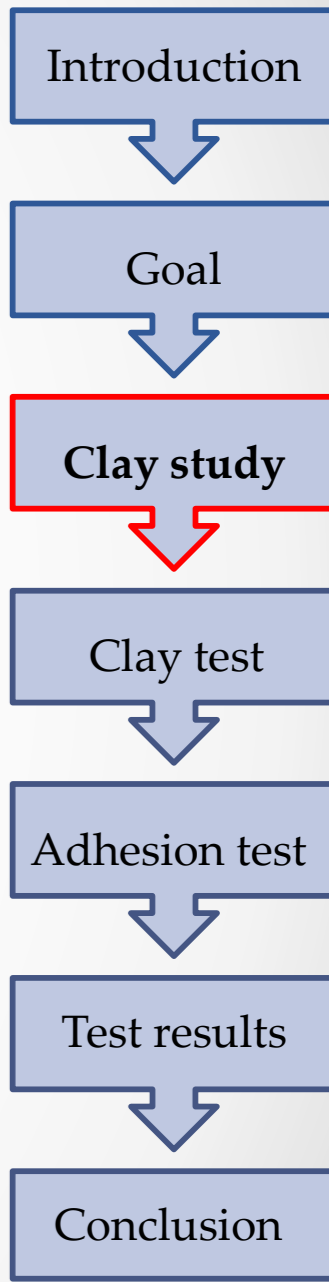 Introduction
Goal
Clay study
Clay test
Adhesion test
Test results
Conclusion